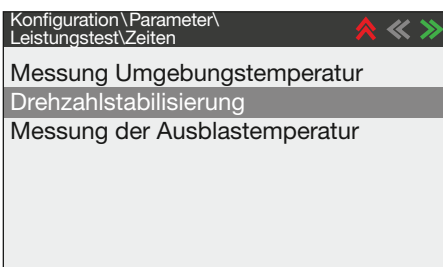 Konfiguration\Parameter\
Leistungstest\Zeiten
Messung Umgebungstemperatur
Drehzahlstabilisierung
Messung der Ausblastemperatur